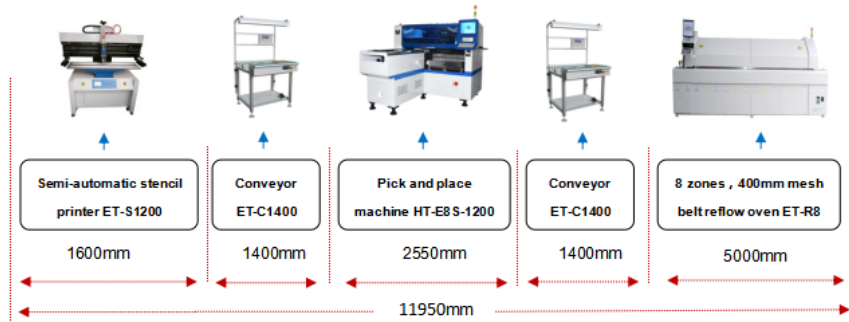 Semi-automatic stencil
printer ET-S1200
Conveyor
ET-C1400
Pick and place
machine HT-E8S-1200
Conveyor
ET-C1400
8 zones , 400mm mesh
belt reflow oven ET-R8
1600mm
1400mm
2550mm
1400mm
5000mm
11950mm